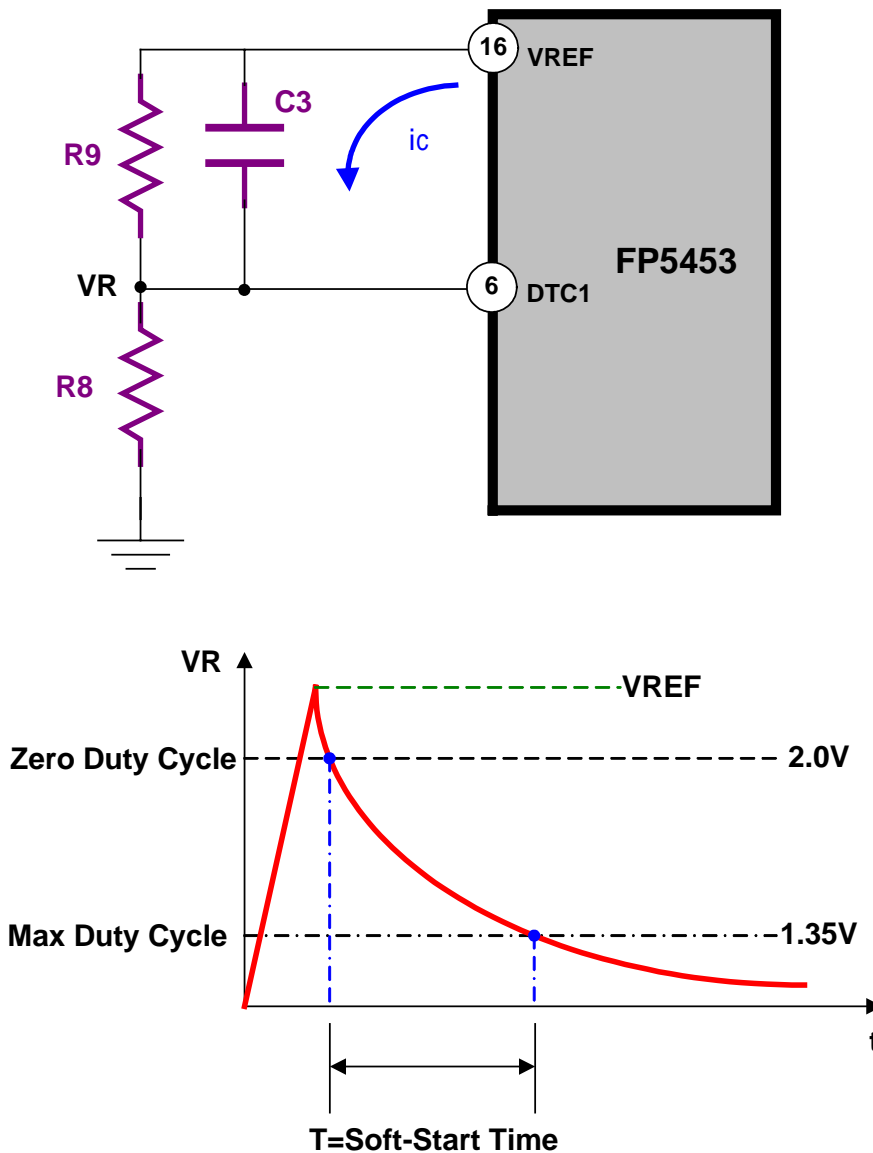 16
VREF
C3
ic
R9
FP5453
VR
6
DTC1
R8
VR
VREF
Zero Duty Cycle
2.0V
Max Duty Cycle
1.35V
t
T=Soft-Start Time